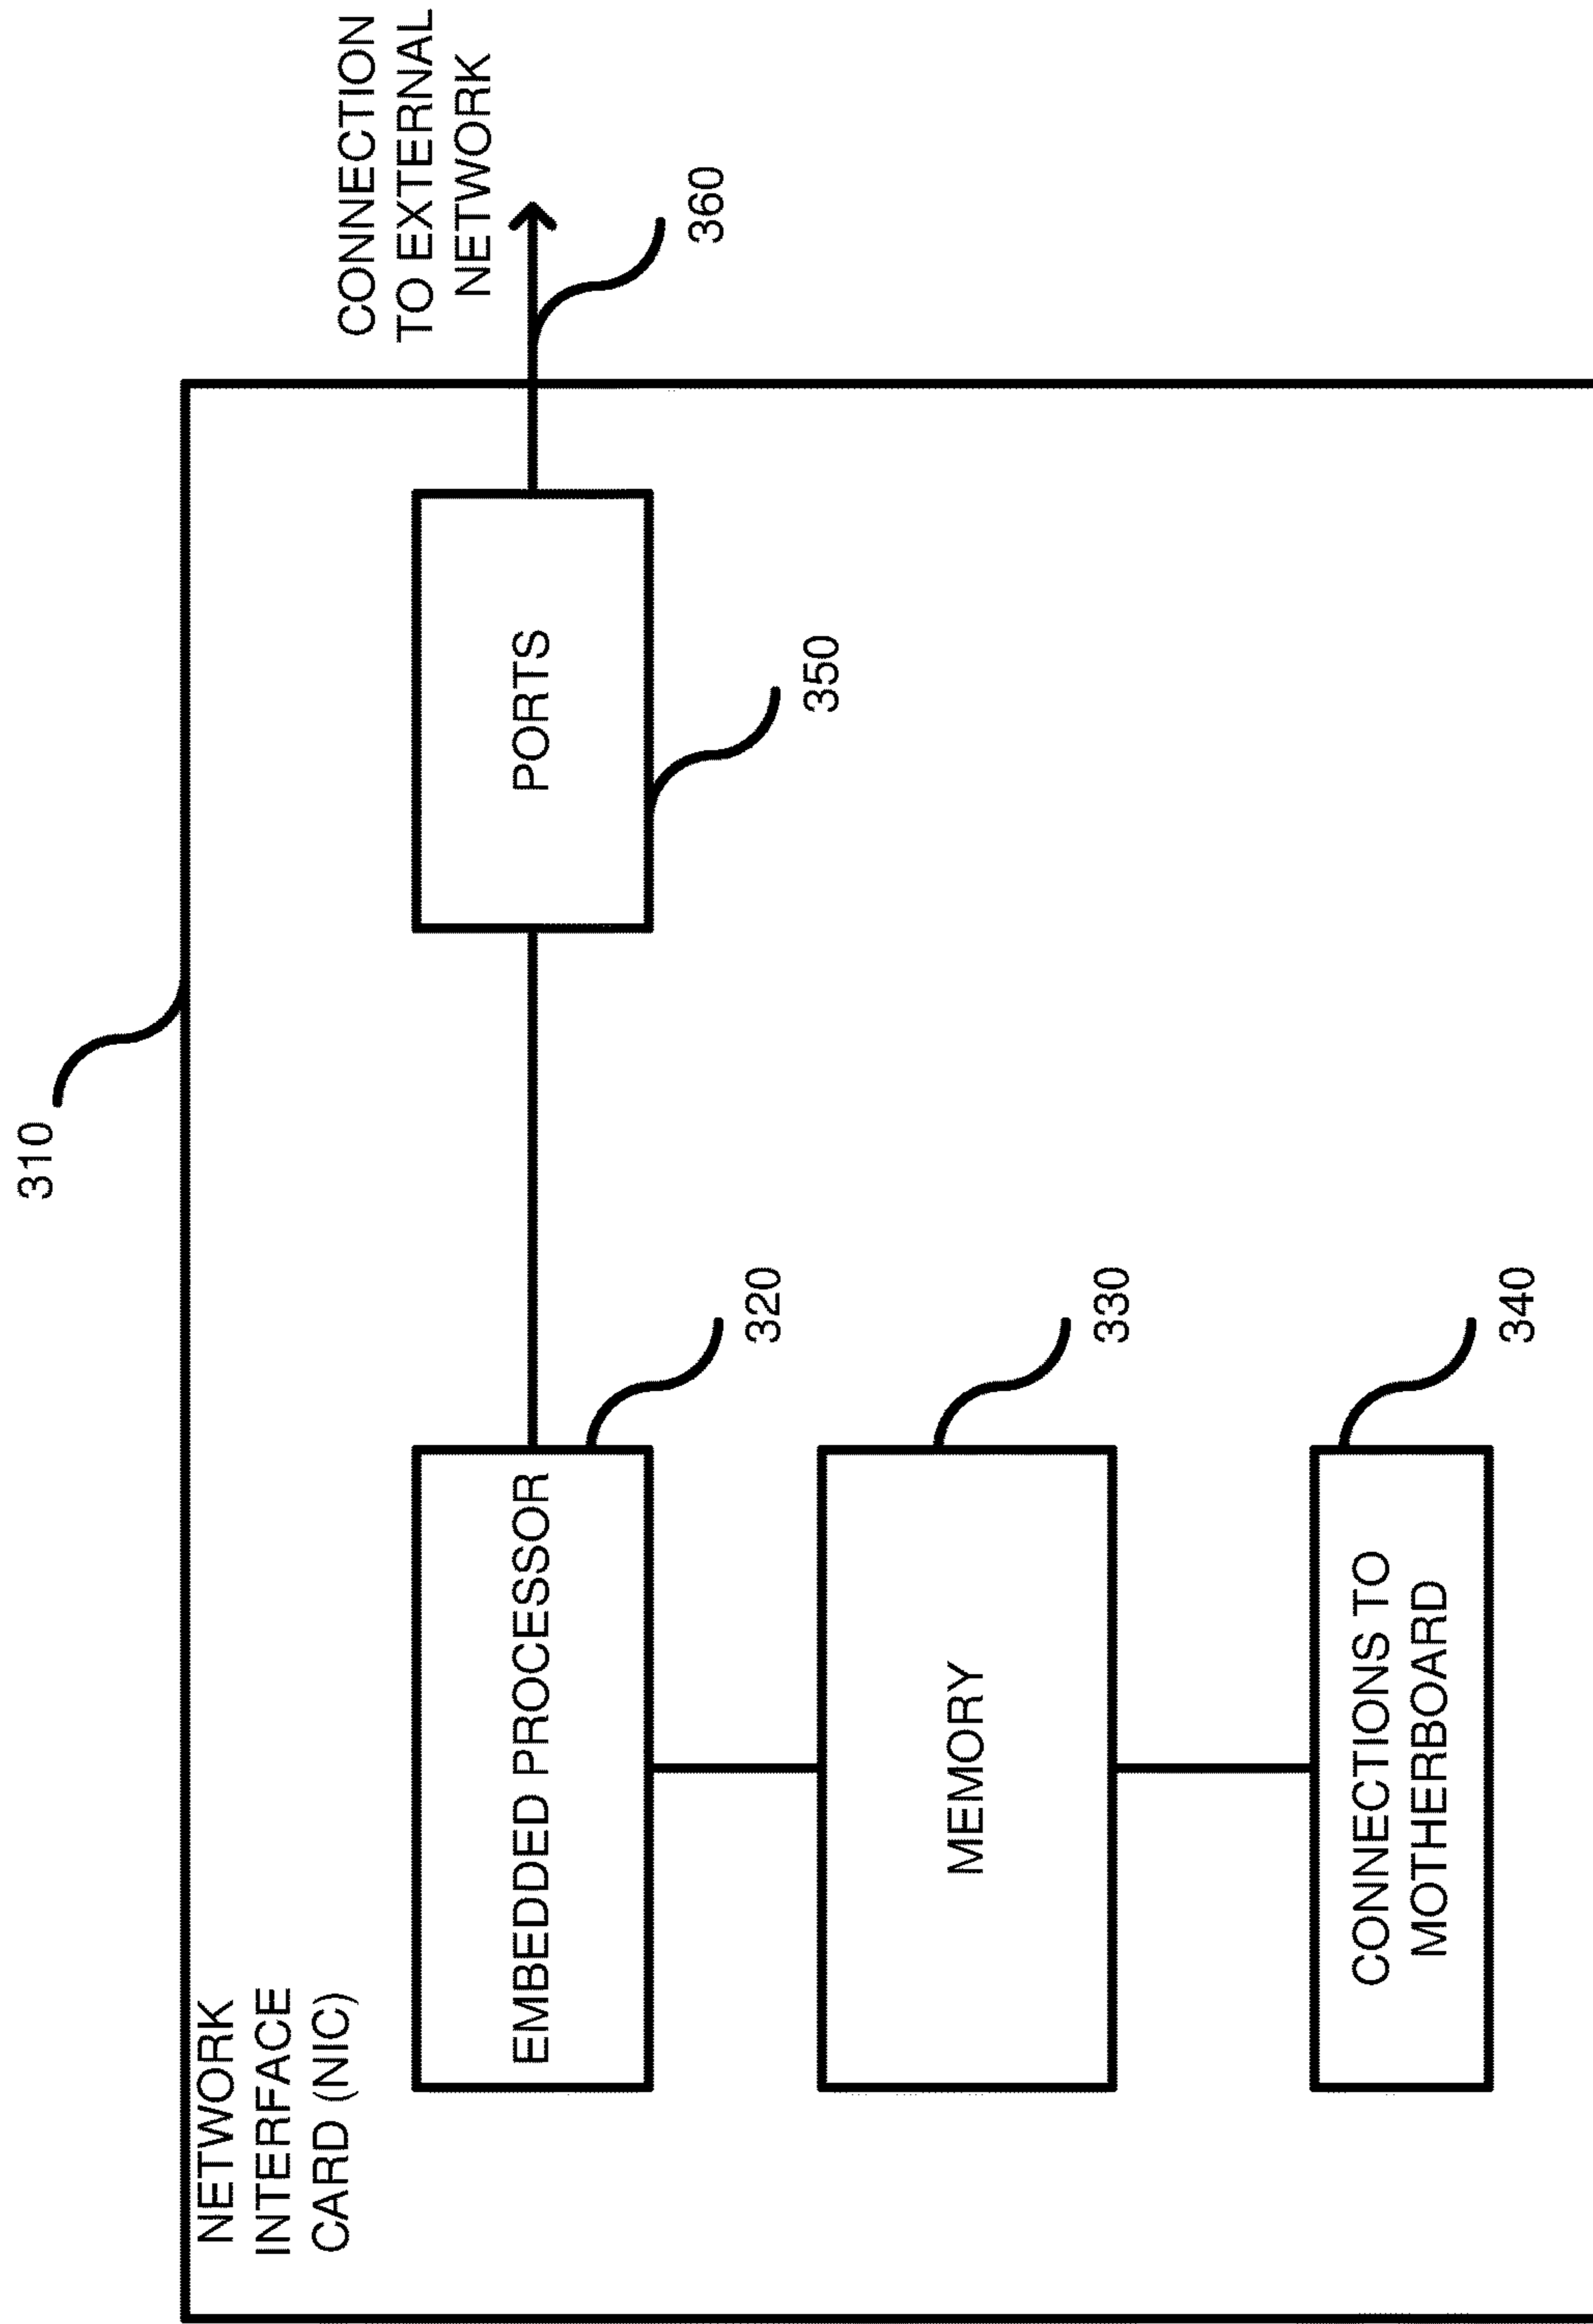 310
NETWORK
INTERFACE
CARD (NIC)
CONNECTION
TO EXTERNAL
NETWORK
EMBEDDED PROCESSOR
320
PORTS
350
360
MEMORY
330
CONNECTIONS TO
MOTHERBOARD
340